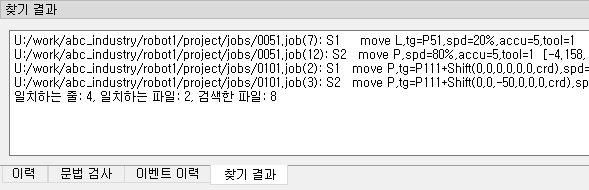 찾기 결과
U:/work/abc_industry/robot1/project/jobs/0051.job(7): S1 move L,tg=P51,spd=20%,accu=5,tool=1
U:/work/abc_industry/robot1/project/jobs/0051.job(12): S2 move P,spd=80%,accu=5,tool=1 [-4,158,
U:/work/abc_industry/robot1/project/jobs/0101.job(2): S1 move P,tg=P111+Shift(0,0,0,0,0,0,crd),spd=
U:/work/abc_industry/robot1/project/jobs/0101.job(3): S2 move P,tg=P111+Shift(0,0,-50,0,0,0,crd),sp
일치하는 줄: 4, 일치하는 파일: 2, 검색한 파일: 8
이력 문법 검사 이벤트 이력 찾기 결과